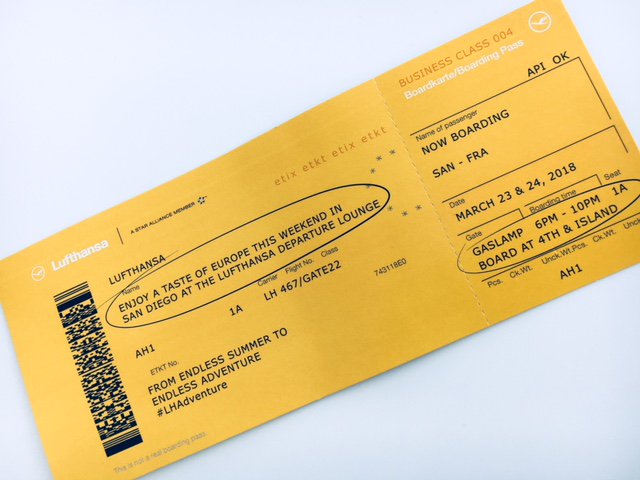 Lufthansa
A STAR ALLIANCE MEMBER
etix etkt etix etkt
LUFTHANSA
Name
ENJOY A TASTE OF EUROPE THIS WEEKEND IN
SAN DIEGO AT THE LUFTHANSA DEPARTURE LOUNGE
Carrier Flight No. Class
1A LH 467/GATE22
743118E0
AH1
ETKT No.
FROM ENDLESS SUMMER TO
ENDLESS ADVENTURE
#LHAdventure
This is not a real boarding pass.
BUSINESS CLASS 004
Boardkarte/Boarding Pass
API OK
Name of passenger
NOW BOARDING
SAN - FRA
Date
MARCH 23 & 24, 2018
Gate Boarding time Seat
GASLAMP 6PM - 10PM 1A
BOARD AT 4TH & ISLAND
Pcs. Ck.Wt. Unck.Wt. Pcs. Ck.Wt. Unck.Wt.
AH1